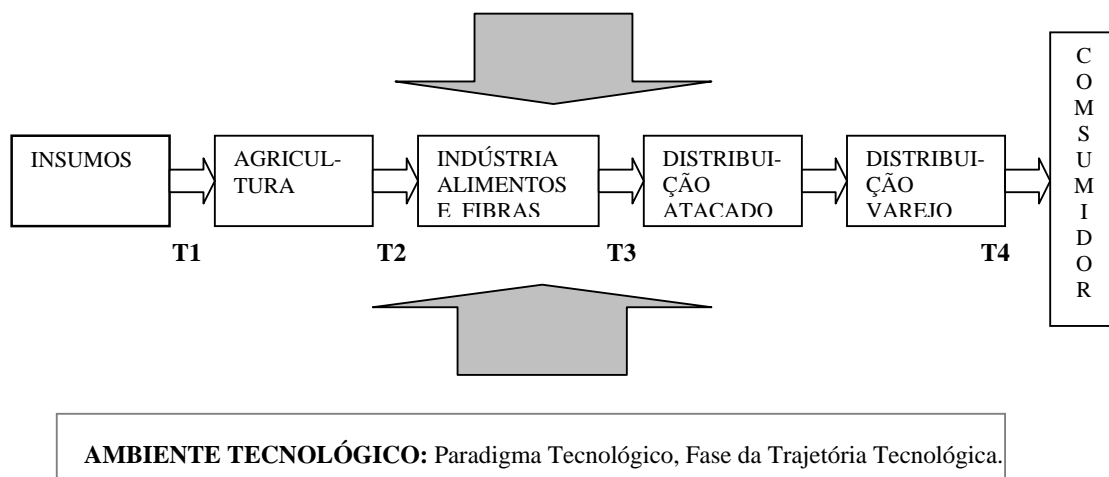 INSUMOS
AGRICUL-
TURA
INDÚSTRIA
ALIMENTOS
E FIBRAS
DISTRIBUI-
ÇÃO
ATACADO
DISTRIBUI-
ÇÃO
VAREJO
C
O
M
S
U
M
I
D
O
R
T1
T2
T3
T4
AMBIENTE TECNOLÓGICO: Paradigma Tecnológico, Fase da Trajetória Tecnológica.